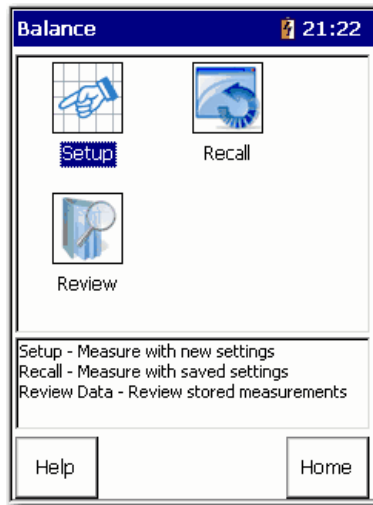 Balance 21:22
Setup Recall
Review
Setup - Measure with new settings
Recall - Measure with saved settings
Review Data - Review stored measurements
Help Home